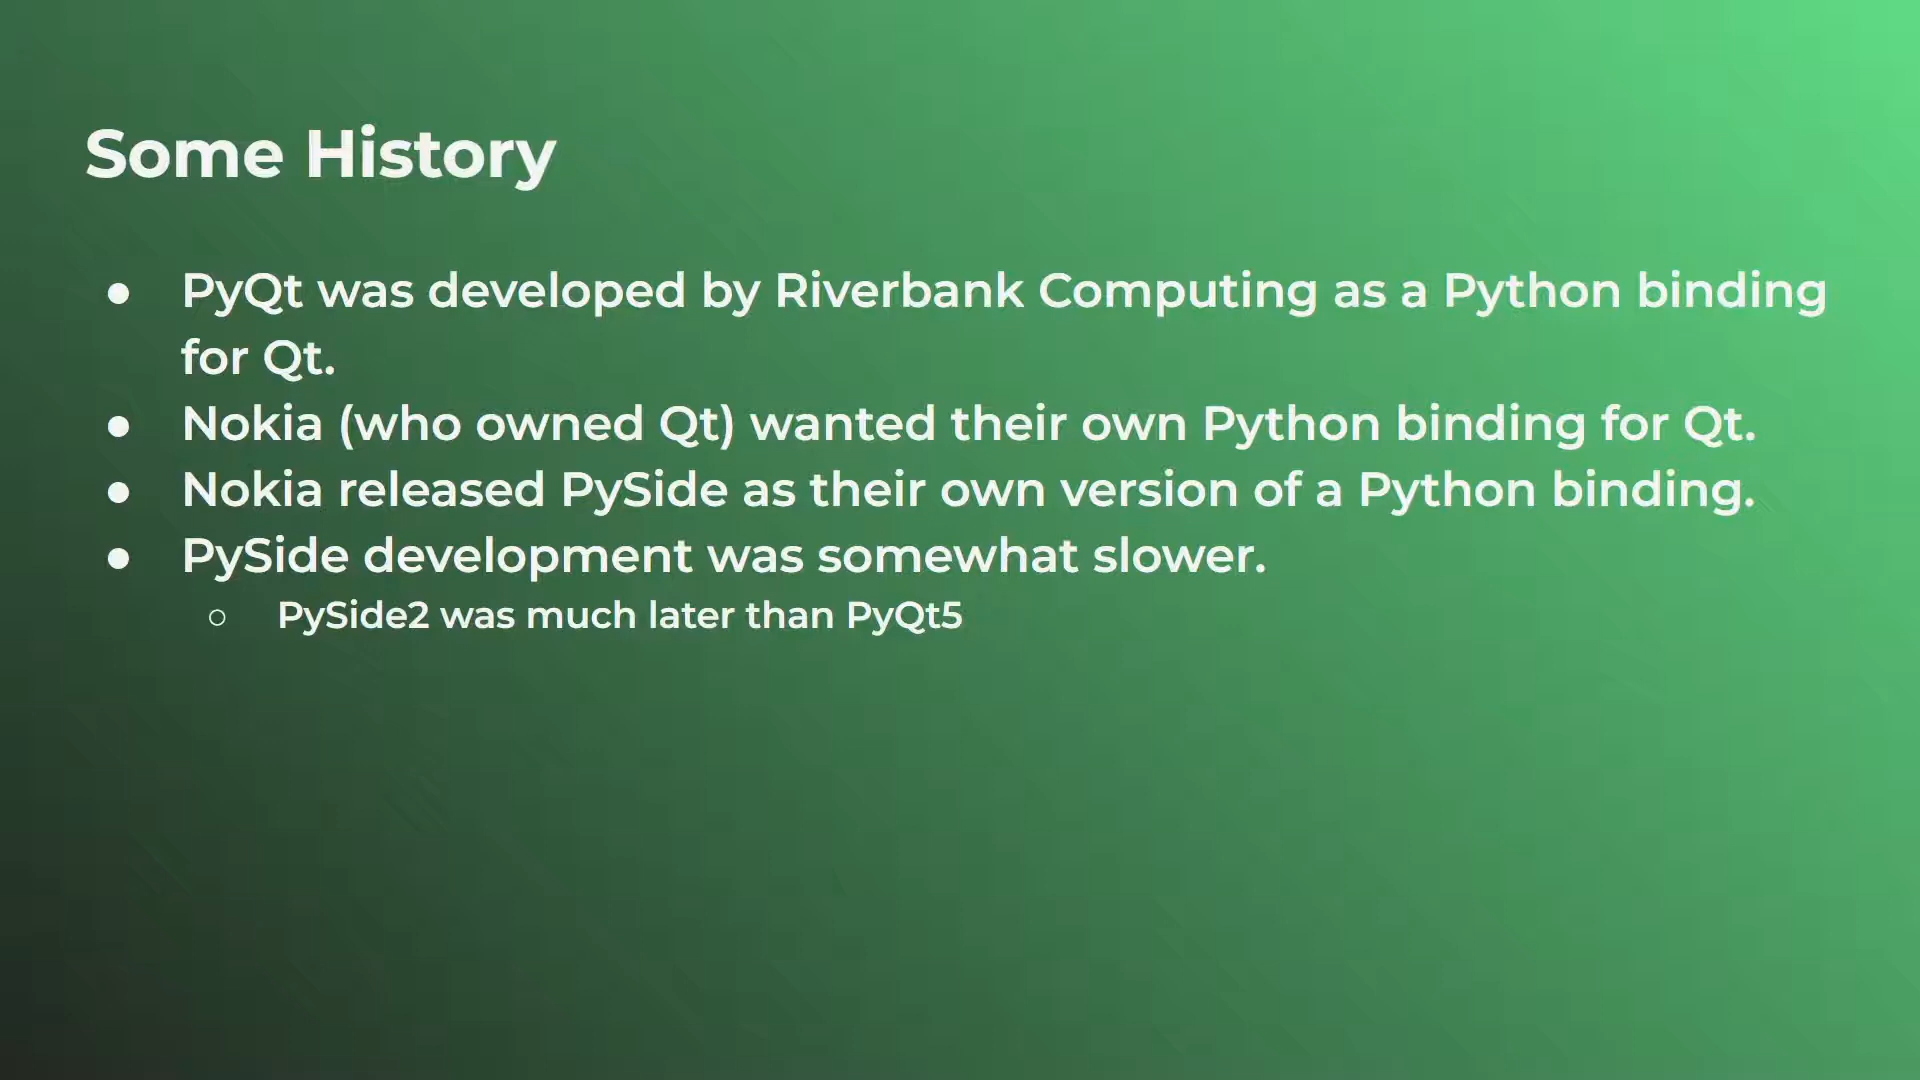 Some History
● PyQt was developed by Riverbank Computing as a Python binding
for Qt.
● Nokia (who owned Qt) wanted their own Python binding for Qt.
● Nokia released PySide as their own version of a Python binding.
● PySide development was somewhat slower.
○ PySide2 was much later than PyQt5